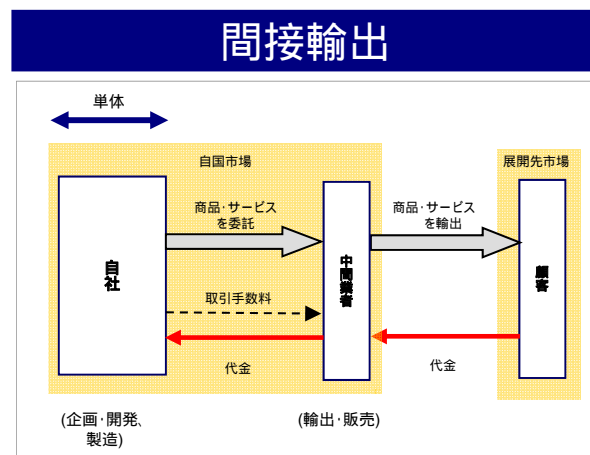 間接輸出
単体
自国市場
展開先市場
商品･サービス
を委託
商品･サービス
を輸出
自社
中間業者
顧客
取引手数料
代金
代金
(企画･開発、
製造)
(輸出･販売)